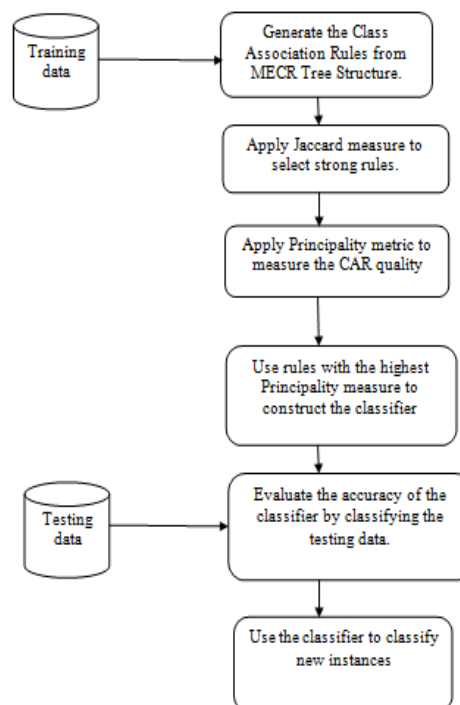 Training
data
Generate the Class
Association Rules from
MECR Tree Structure.
Apply Jaccard measure to
select strong rules.
Apply Principality metric to
measure the CAR quality
Use rules with the highest
Principality measure to
construct the classifier
Testing
data
Evaluate the accuracy of the
classifier by classifying the
testing data.
Use the classifier to classify
new instances